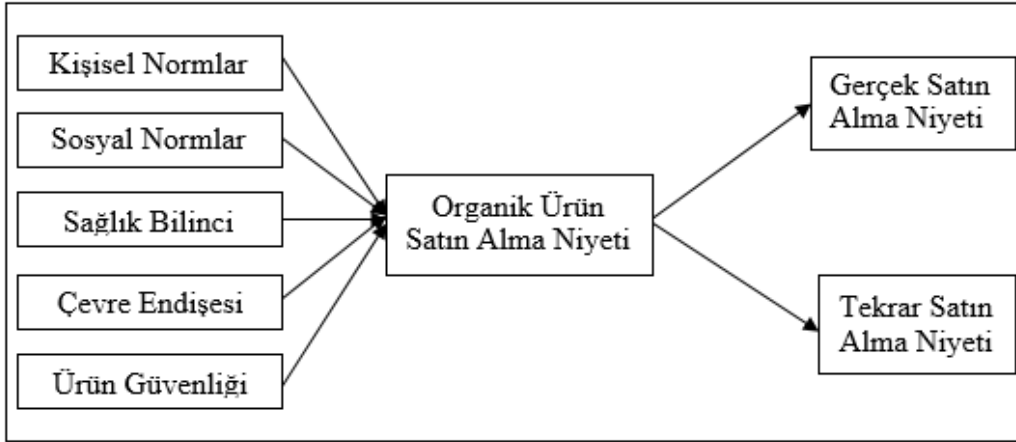 Kişisel Normlar
Sosyal Normlar
Sağlık Bilinci
Çevre Endişesi
Ürün Güvenliği
Organik Ürün
Satın Alma Niyeti
Gerçek Satın
Alma Niyeti
Tekrar Satın
Alma Niyeti